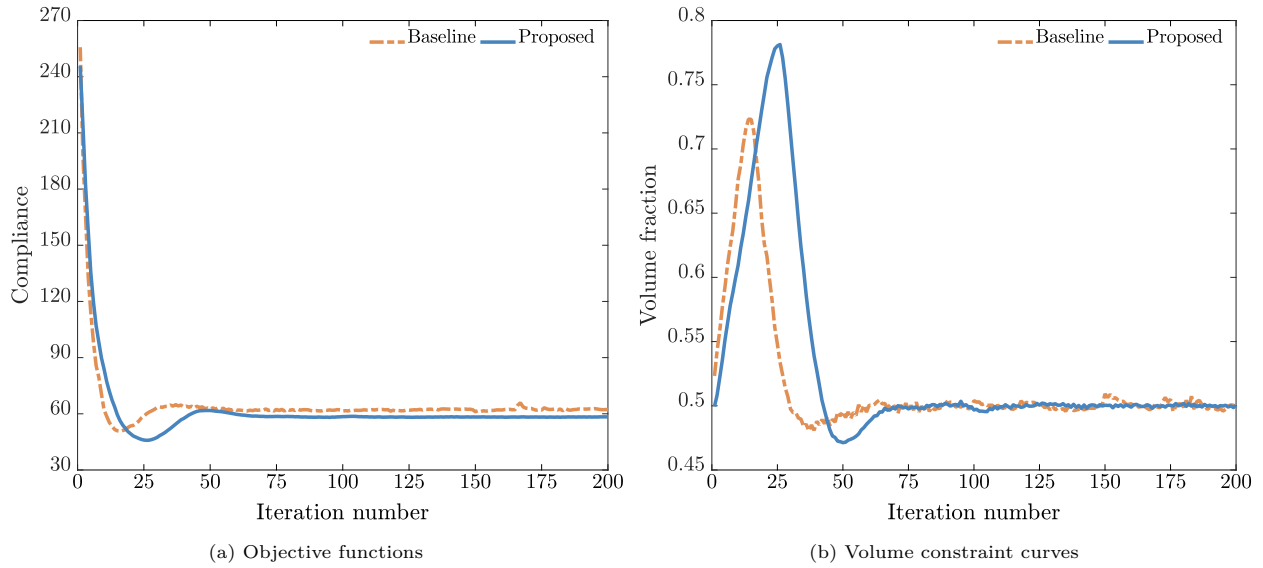 270
240
210
180
150
120
90
60
30
Compliance
Baseline
Proposed
0 25 50 75 100 125 150 175 200
Iteration number
(a) Objective functions
0.8
0.75
0.7
0.65
0.6
0.55
0.5
0.45
Volume fraction
Baseline
Proposed
0 25 50 75 100 125 150 175 200
Iteration number
(b) Volume constraint curves